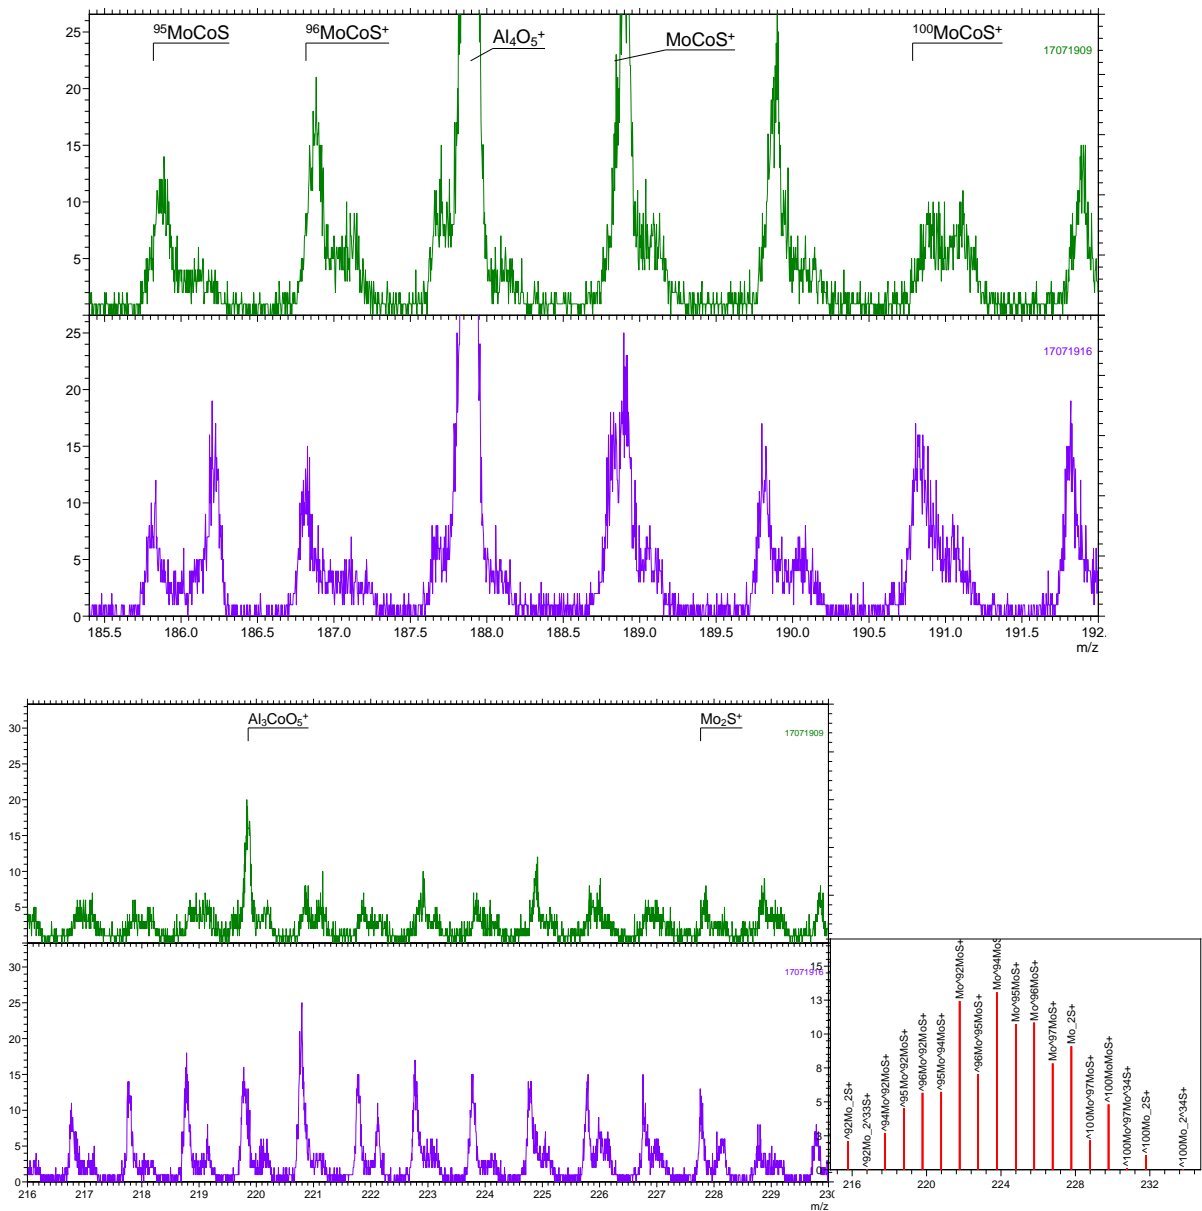 ⁹⁵MoCoS ⁹⁶MoCoS⁺ Al₄O₅⁺ MoCoS⁺ ¹⁰⁰MoCoS⁺
17071909
25
20
15
10
5
17071916
25
20
15
10
5
0
185.5 186.0 186.5 187.0 187.5 188.0 188.5 189.0 189.5 190.0 190.5 191.0 191.5 192.
m/z
Al₃CoO₅⁺ Mo₂S⁺
17071909
30
25
20
15
10
5
17071916
30
25
20
15
10
5
0
216 217 218 219 220 221 222 223 224 225 226 227 228 229 230
m/z
15
13
10
8
5
3
0
^92Mo_2S+
^92Mo_2^33S+
^94Mo^92MoS+
^95Mo^92MoS+
^96Mo^92MoS+
^95Mo^94MoS+
Mo^92MoS+
^96Mo^95MoS+
Mo^94MoS
Mo^95MoS+
Mo^96MoS+
Mo^97MoS+
Mo_2S+
^100Mo^97MoS+
^100MoMoS+
^100Mo^97Mo^34S+
^100Mo_2S+
^100Mo_2^34S+
216 220 224 228 232